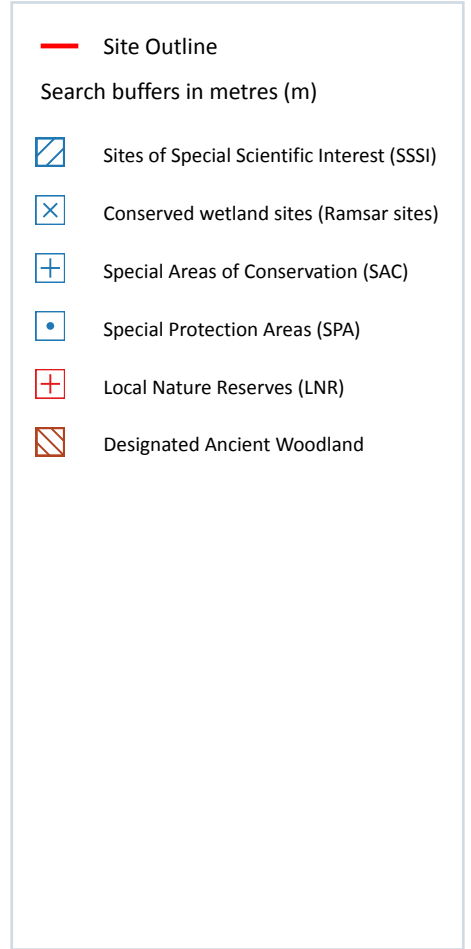 Site Outline
Search buffers in metres (m)
Sites of Special Scientific Interest (SSSI)
Conserved wetland sites (Ramsar sites)
Special Areas of Conservation (SAC)
Special Protection Areas (SPA)
Local Nature Reserves (LNR)
Designated Ancient Woodland